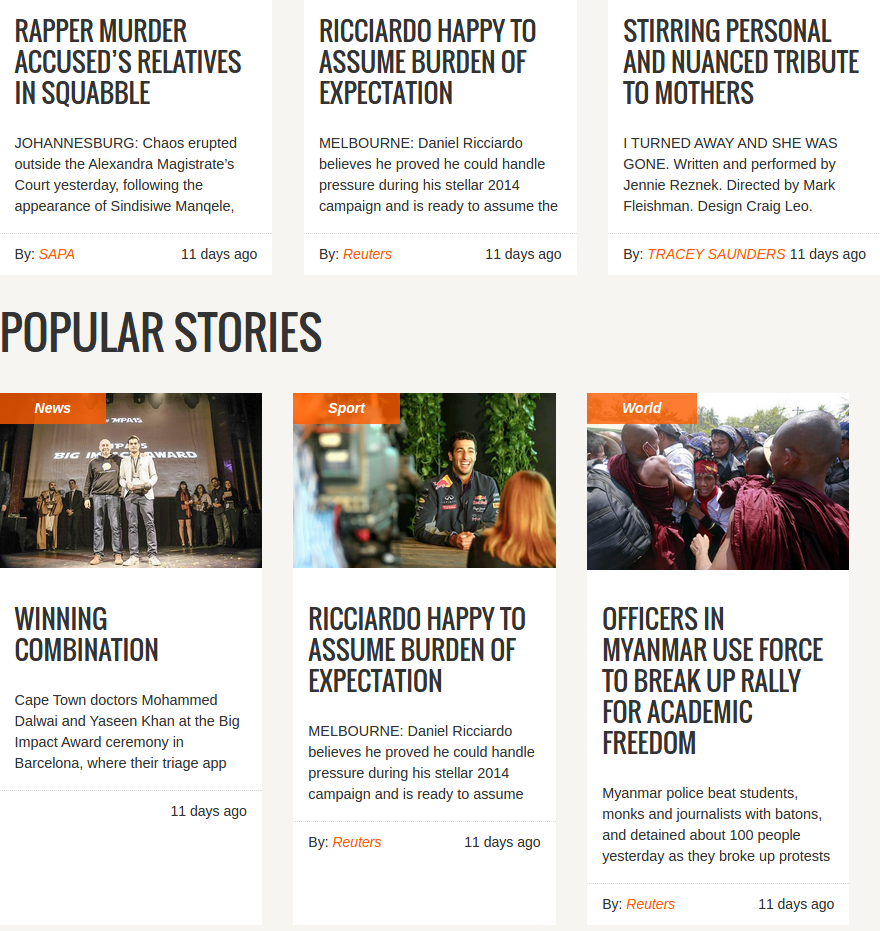 RAPPER MURDER
ACCUSED’S RELATIVES
IN SQUABBLE
JOHANNESBURG: Chaos erupted
outside the Alexandra Magistrate’s
Court yesterday, following the
appearance of Sindisiwe Manqele,
By: SAPA 11 days ago
RICCIARDO HAPPY TO
ASSUME BURDEN OF
EXPECTATION
MELBOURNE: Daniel Ricciardo
believes he proved he could handle
pressure during his stellar 2014
campaign and is ready to assume the
By: Reuters 11 days ago
STIRRING PERSONAL
AND NUANCED TRIBUTE
TO MOTHERS
I TURNED AWAY AND SHE WAS
GONE. Written and performed by
Jennie Reznek. Directed by Mark
Fleishman. Design Craig Leo.
By: TRACEY SAUNDERS 11 days ago
POPULAR STORIES
News
WINNING
COMBINATION
Cape Town doctors Mohammed
Dalwai and Yaseen Khan at the Big
Impact Award ceremony in
Barcelona, where their triage app
11 days ago
Sport
RICCIARDO HAPPY TO
ASSUME BURDEN OF
EXPECTATION
MELBOURNE: Daniel Ricciardo
believes he proved he could handle
pressure during his stellar 2014
campaign and is ready to assume
By: Reuters 11 days ago
World
OFFICERS IN
MYANMAR USE FORCE
TO BREAK UP RALLY
FOR ACADEMIC
FREEDOM
Myanmar police beat students,
monks and journalists with batons,
and detained about 100 people
yesterday as they broke up protests
By: Reuters 11 days ago